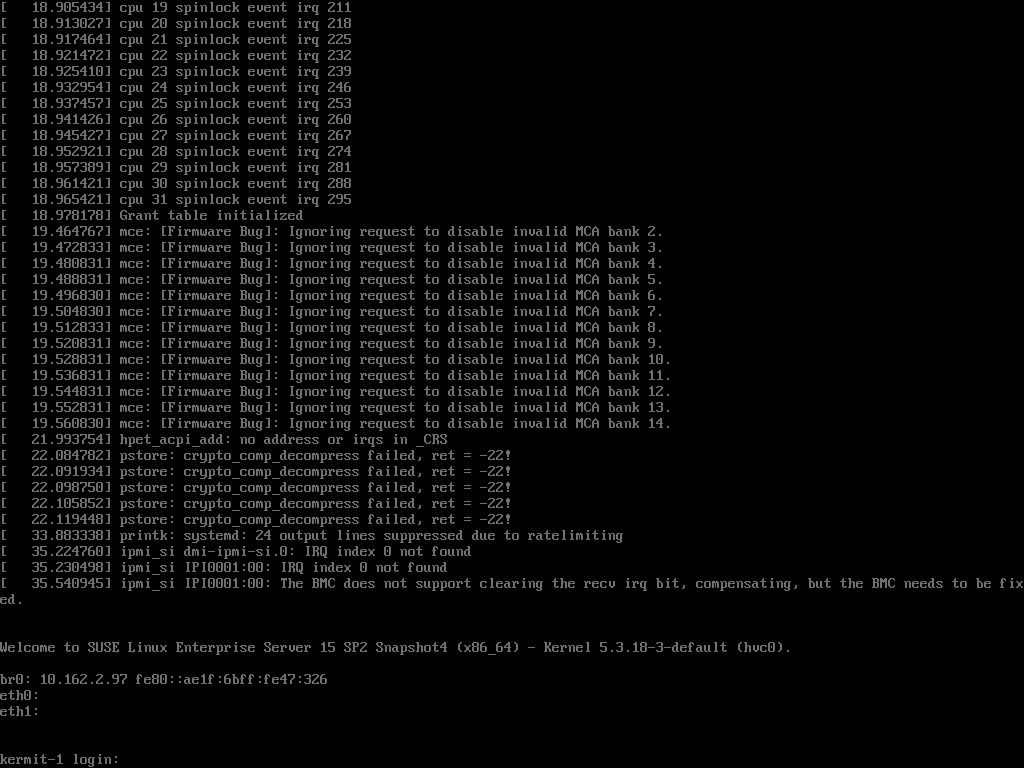 [   18.905434] cpu 19 spinlock event irq 211
[   18.913027] cpu 20 spinlock event irq 218
[   18.917464] cpu 21 spinlock event irq 225
[   18.921472] cpu 22 spinlock event irq 232
[   18.925410] cpu 23 spinlock event irq 239
[   18.932954] cpu 24 spinlock event irq 246
[   18.937457] cpu 25 spinlock event irq 253
[   18.941426] cpu 26 spinlock event irq 260
[   18.945427] cpu 27 spinlock event irq 267
[   18.952921] cpu 28 spinlock event irq 274
[   18.957389] cpu 29 spinlock event irq 281
[   18.961421] cpu 30 spinlock event irq 288
[   18.965421] cpu 31 spinlock event irq 295
[   18.978178] Grant table initialized
[   19.464767] mce: [Firmware Bug]: Ignoring request to disable invalid MCA bank 2.
[   19.472833] mce: [Firmware Bug]: Ignoring request to disable invalid MCA bank 3.
[   19.480831] mce: [Firmware Bug]: Ignoring request to disable invalid MCA bank 4.
[   19.488831] mce: [Firmware Bug]: Ignoring request to disable invalid MCA bank 5.
[   19.496830] mce: [Firmware Bug]: Ignoring request to disable invalid MCA bank 6.
[   19.504830] mce: [Firmware Bug]: Ignoring request to disable invalid MCA bank 7.
[   19.512833] mce: [Firmware Bug]: Ignoring request to disable invalid MCA bank 8.
[   19.520831] mce: [Firmware Bug]: Ignoring request to disable invalid MCA bank 9.
[   19.528831] mce: [Firmware Bug]: Ignoring request to disable invalid MCA bank 10.
[   19.536831] mce: [Firmware Bug]: Ignoring request to disable invalid MCA bank 11.
[   19.544831] mce: [Firmware Bug]: Ignoring request to disable invalid MCA bank 12.
[   19.552831] mce: [Firmware Bug]: Ignoring request to disable invalid MCA bank 13.
[   19.560830] mce: [Firmware Bug]: Ignoring request to disable invalid MCA bank 14.
[   21.993754] hpet_acpi_add: no address or irqs in _CRS
[   22.084782] pstore: crypto_comp_decompress failed, ret = -22!
[   22.091934] pstore: crypto_comp_decompress failed, ret = -22!
[   22.098750] pstore: crypto_comp_decompress failed, ret = -22!
[   22.105852] pstore: crypto_comp_decompress failed, ret = -22!
[   22.119448] pstore: crypto_comp_decompress failed, ret = -22!
[   33.883338] printk: systemd: 24 output lines suppressed due to ratelimiting
[   35.224760] ipmi_si dmi-ipmi-si.0: IRQ index 0 not found
[   35.230498] ipmi_si IPI0001:00: IRQ index 0 not found
[   35.540945] ipmi_si IPI0001:00: The BMC does not support clearing the recv irq bit, compensating, but the BMC needs to be fix
ed.
Welcome to SUSE Linux Enterprise Server 15 SP2 Snapshot4 (x86_64) - Kernel 5.3.18-3-default (hvc0).
br0: 10.162.2.97 fe80::ae1f:6bff:fe47:326
eth0:
eth1:
kermit-1 login: